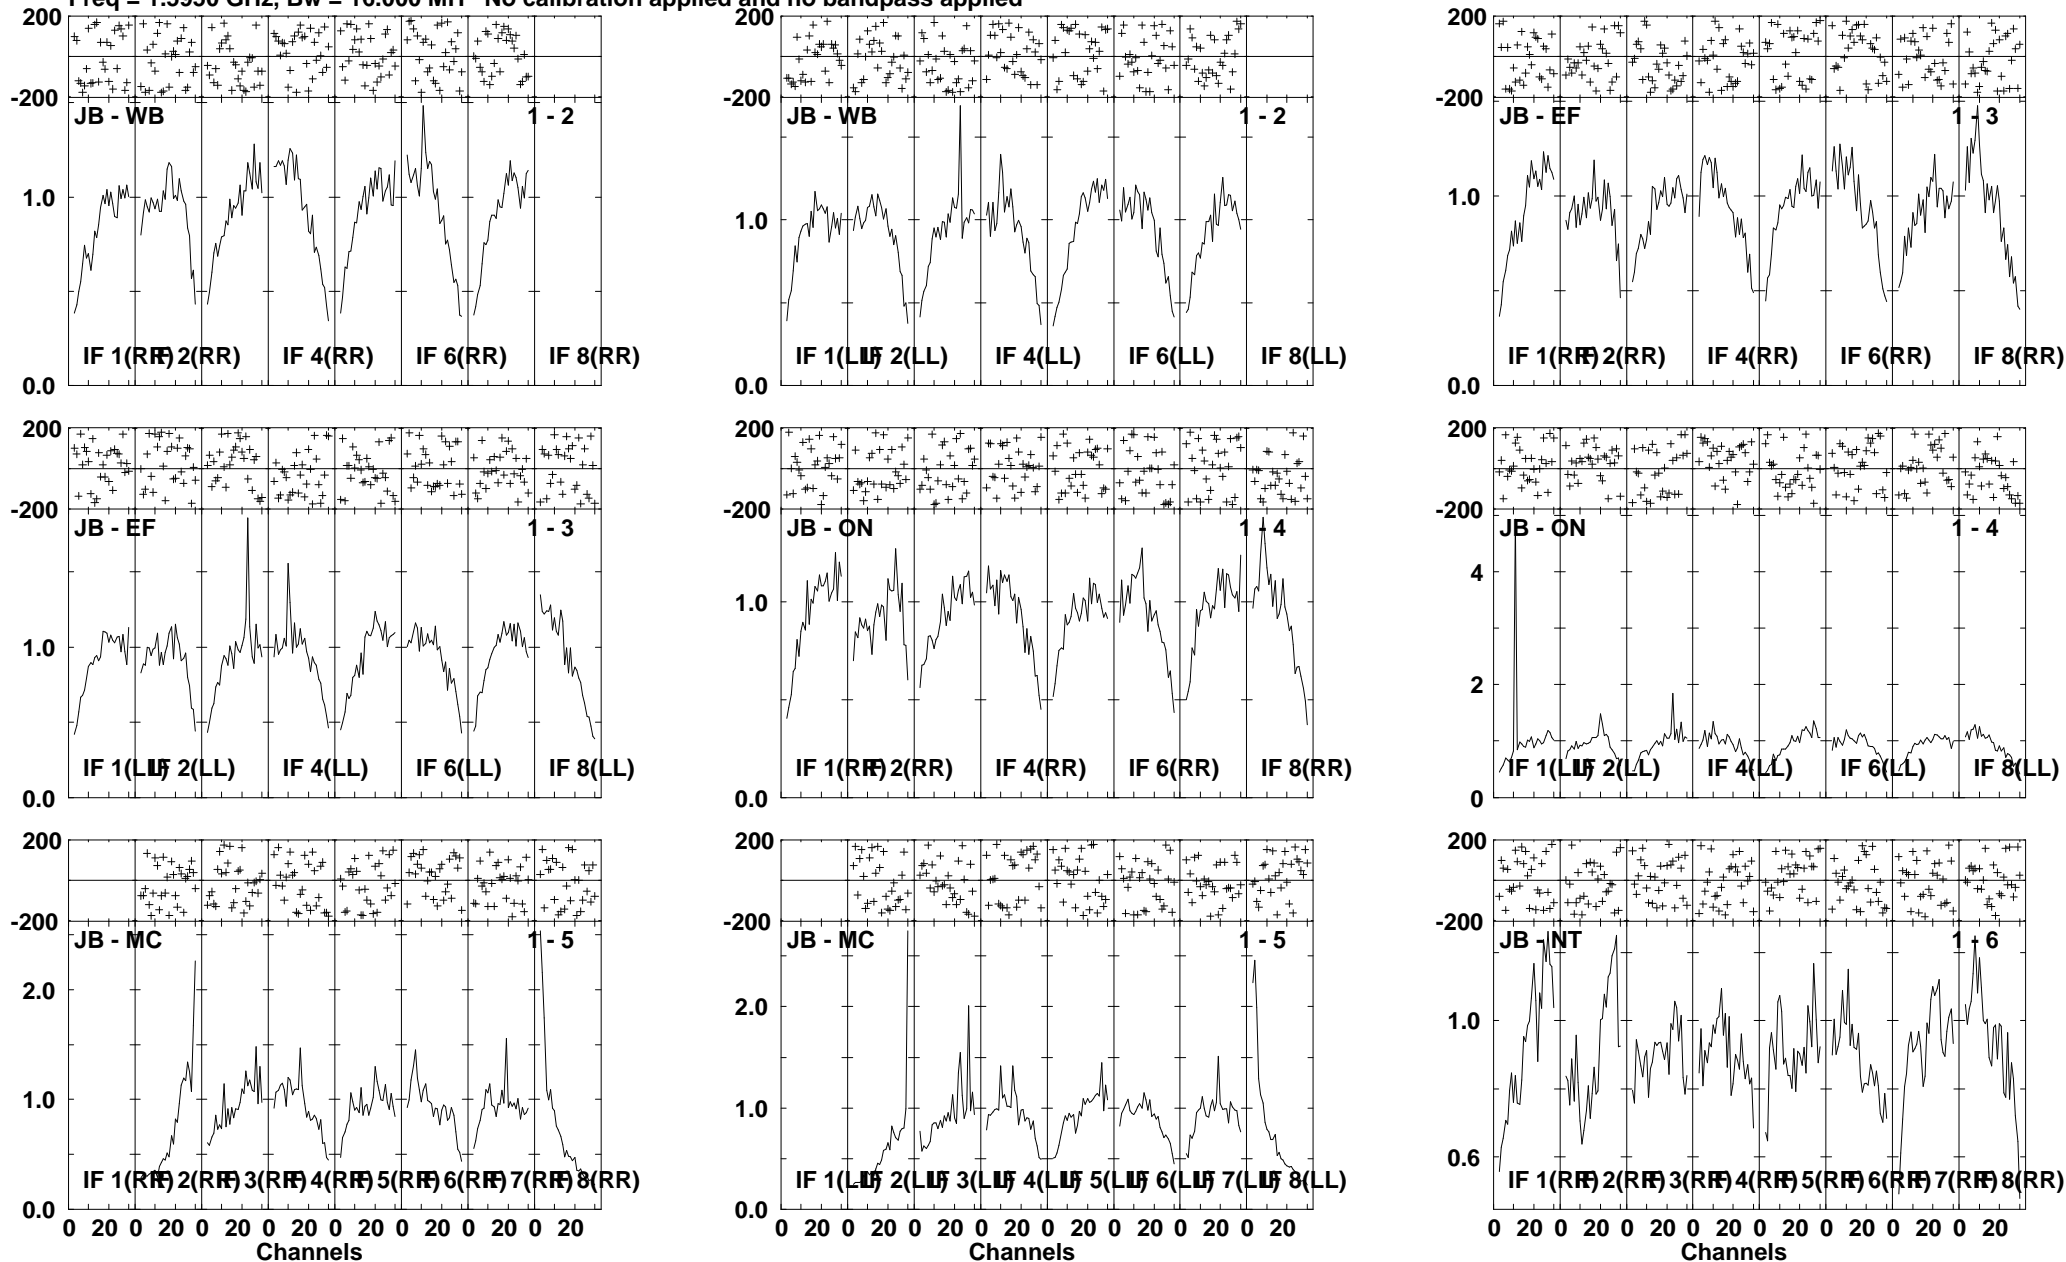 Freq = 1.5950 GHz, Bw = 16.000 MH No calibration applied and no bandpass applied
200
-200
JB - WB 1 - 2
1.0
IF 1(RR) IF 2(RR) IF 4(RR) IF 6(RR) IF 8(RR)
0.0
JB - WB 1 - 2
1.0
IF 1(LL) IF 2(LL) IF 4(LL) IF 6(LL) IF 8(LL)
0.0
200
-200
JB - EF 1 - 3
1.0
IF 1(RR) IF 2(RR) IF 4(RR) IF 6(RR) IF 8(RR)
0.0
200
-200
JB - EF 1 - 3
1.0
IF 1(LL) IF 2(LL) IF 4(LL) IF 6(LL) IF 8(LL)
0.0
200
-200
JB - ON 1 - 4
1.0
IF 1(RR) IF 2(RR) IF 4(RR) IF 6(RR) IF 8(RR)
0.0
200
-200
JB - ON 1 - 4
4
2
IF 1(LL) IF 2(LL) IF 4(LL) IF 6(LL) IF 8(LL)
0
200
-200
JB - MC 1 - 5
2.0
1.0
IF 1(RR) IF 2(RR) IF 3(RR) IF 4(RR) IF 5(RR) IF 6(RR) IF 7(RR) IF 8(RR)
0.0
0 20 0 20 0 20 0 20 0 20 0 20 0 20 0 20
Channels
200
-200
JB - MC 1 - 5
2.0
1.0
IF 1(LL) IF 2(LL) IF 3(LL) IF 4(LL) IF 5(LL) IF 6(LL) IF 7(LL) IF 8(LL)
0.0
0 20 0 20 0 20 0 20 0 20 0 20 0 20 0 20
Channels
200
-200
JB - NT 1 - 6
1.0
0.6
IF 1(RR) IF 2(RR) IF 3(RR) IF 4(RR) IF 5(RR) IF 6(RR) IF 7(RR) IF 8(RR)
0 20 0 20 0 20 0 20 0 20 0 20 0 20 0 20
Channels